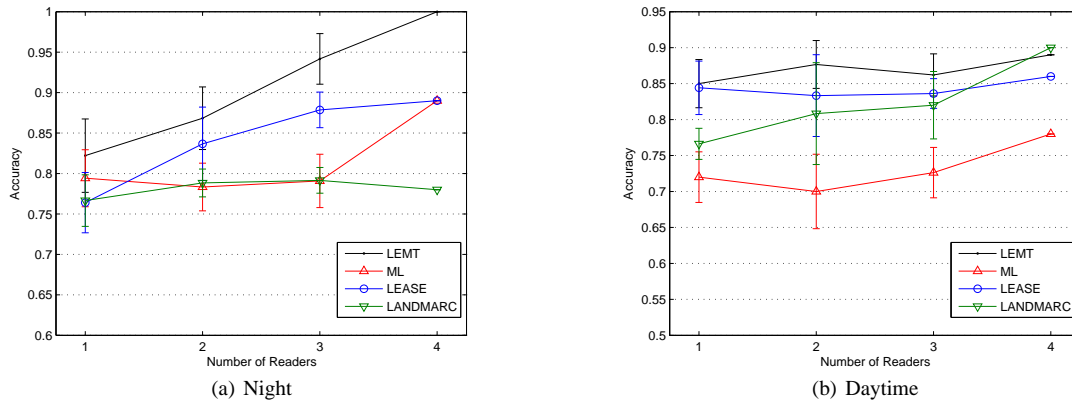 1
0.95
0.9
0.85
0.8
0.75
0.7
0.65
0.6
Accuracy
1 2 3 4
Number of Readers
LEMT
ML
LEASE
LANDMARC
(a) Night
0.95
0.9
0.85
0.8
0.75
0.7
0.65
0.6
0.55
0.5
Accuracy
1 2 3 4
Number of Readers
LEMT
ML
LEASE
LANDMARC
(b) Daytime